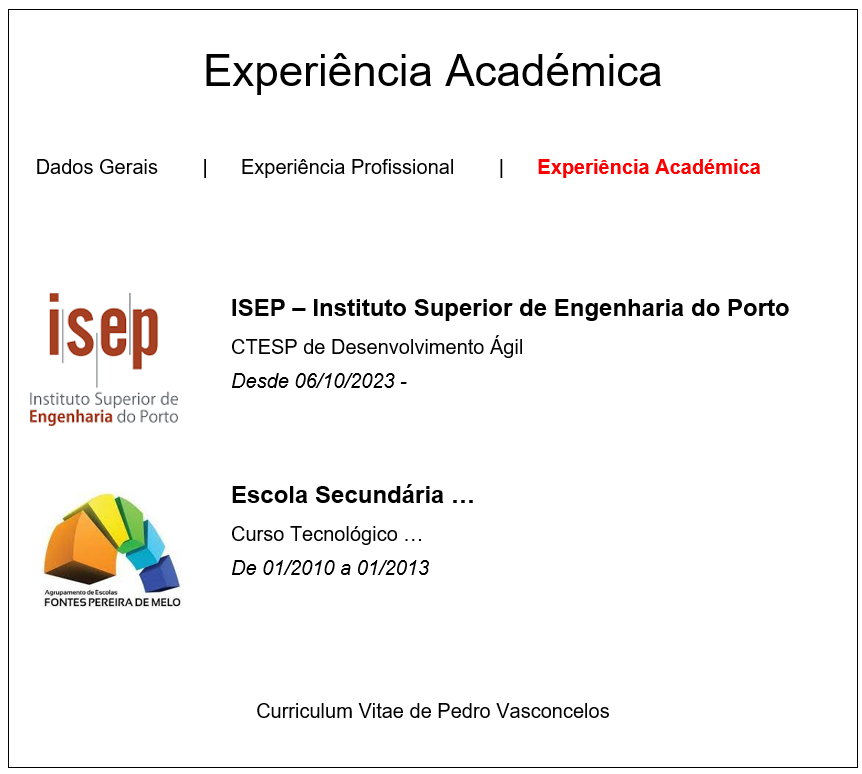 Experiência Académica
Dados Gerais | Experiência Profissional | Experiência Académica
isep
Instituto Superior de
Engenharia do Porto
ISEP – Instituto Superior de Engenharia do Porto
CTESP de Desenvolvimento Ágil
Desde 06/10/2023 -
Agrupamento de Escolas
FONTES PEREIRA DE MELO
Escola Secundária …
Curso Tecnológico …
De 01/2010 a 01/2013
Curriculum Vitae de Pedro Vasconcelos